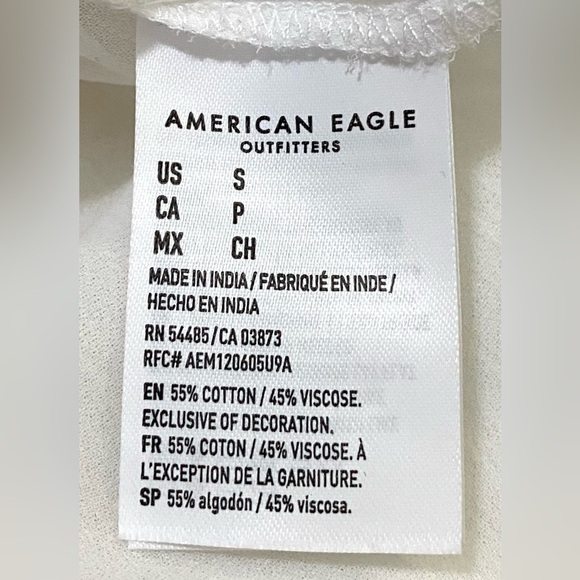 AMERICAN EAGLE
OUTFITTERS
US S
CA P
MX CH
MADE IN INDIA / FABRIQUÉ EN INDE /
HECHO EN INDIA
RN 54485 / CA 03873
RFC# AEM120605U9A
EN 55% COTTON / 45% VISCOSE.
EXCLUSIVE OF DECORATION.
FR 55% COTON / 45% VISCOSE. À
L'EXCEPTION DE LA GARNITURE.
SP 55% algodón / 45% viscosa.